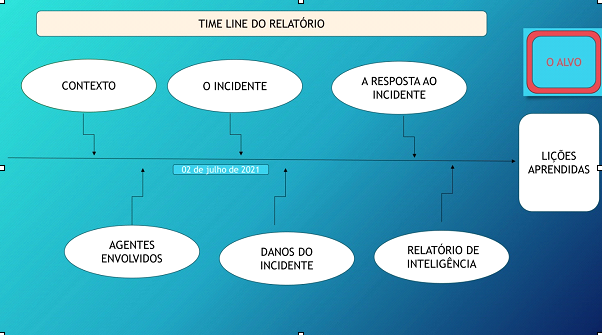 TIME LINE DO RELATÓRIO
O ALVO
CONTEXTO
O INCIDENTE
A RESPOSTA AO
INCIDENTE
LIÇÕES
APRENDIDAS
02 de julho de 2021
AGENTES
ENVOLVIDOS
DANOS DO
INCIDENTE
RELATÓRIO DE
INTELIGÊNCIA